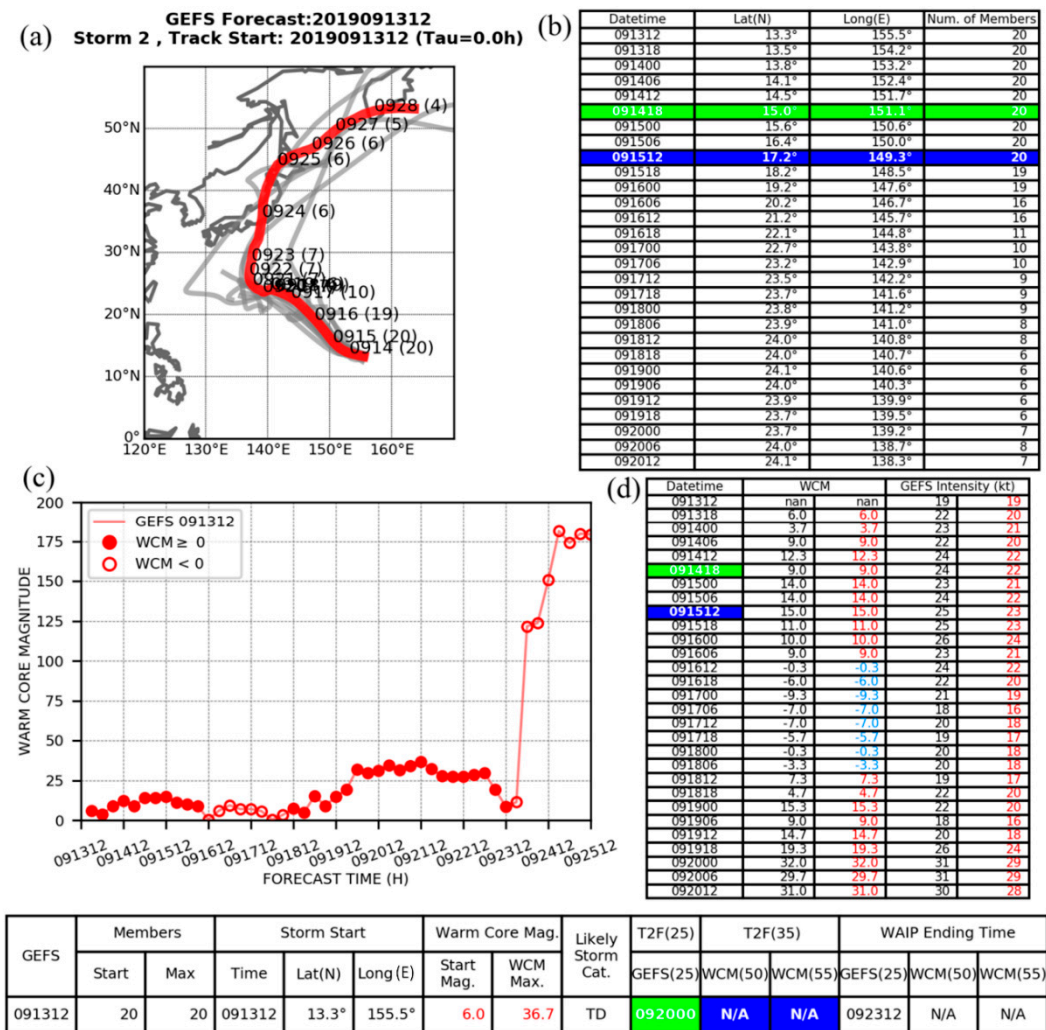 (a)
GEFS Forecast:2019091312
Storm 2 , Track Start: 2019091312 (Tau=0.0h)
50°N
40°N
30°N
20°N
10°N
0°
120°E 130°E 140°E 150°E 160°E
0928 (4)
0927 (5)
0926 (6)
0925 (6)
0924 (6)
0923 (7)
0922 (7)
0917 (10)
0916 (19)
0915 (20)
0914 (20)
(b)
Datetime Lat(N) Long(E) Num. of Members
091312 13.3° 155.5° 20
091318 13.5° 154.2° 20
091400 13.8° 153.2° 20
091406 14.1° 152.4° 20
091412 14.5° 151.7° 20
091418 15.0° 151.1° 20
091500 15.6° 150.6° 20
091506 16.4° 150.0° 20
091512 17.2° 149.3° 20
091518 18.2° 148.5° 19
091600 19.2° 147.6° 19
091606 20.2° 146.7° 16
091612 21.2° 145.7° 16
091618 22.1° 144.8° 11
091700 22.7° 143.8° 10
091706 23.2° 142.9° 10
091712 23.5° 142.2° 9
091718 23.7° 141.6° 9
091800 23.8° 141.2° 9
091806 23.9° 141.0° 8
091812 24.0° 140.8° 8
091818 24.0° 140.7° 6
091900 24.1° 140.6° 6
091906 24.0° 140.3° 6
091912 23.9° 139.9° 6
091918 23.7° 139.5° 6
092000 23.7° 139.2° 7
092006 24.0° 138.7° 8
092012 24.1° 138.3° 7
(c)
WARM CORE MAGNITUDE
200
175
150
125
100
75
50
25
0
GEFS 091312
WCM ≥ 0
WCM < 0
091312 091412 091512 091612 091712 091812 091912 092012 092112 092212 092312 092412 092512
FORECAST TIME (H)
(d)
Datetime WCM GEFS Intensity (kt)
091312 nan nan 19 19
091318 6.0 6.0 22 20
091400 3.7 3.7 23 21
091406 9.0 9.0 22 20
091412 12.3 12.3 24 22
091418 9.0 9.0 24 22
091500 14.0 14.0 23 21
091506 14.0 14.0 24 22
091512 15.0 15.0 25 23
091518 11.0 11.0 25 23
091600 10.0 10.0 26 24
091606 9.0 9.0 23 21
091612 -0.3 -0.3 24 22
091618 -6.0 -6.0 22 20
091700 -9.3 -9.3 21 19
091706 -7.0 -7.0 18 16
091712 -7.0 -7.0 20 18
091718 -5.7 -5.7 19 17
091800 -0.3 -0.3 20 18
091806 -3.3 -3.3 20 18
091812 7.3 7.3 19 17
091818 4.7 4.7 22 20
091900 15.3 15.3 22 20
091906 9.0 9.0 18 16
091912 14.7 14.7 20 18
091918 19.3 19.3 26 24
092000 32.0 32.0 31 29
092006 29.7 29.7 31 29
092012 31.0 31.0 30 28
GEFS Members Storm Start Warm Core Mag. Likely Storm Cat. T2F(25) T2F(35) WAIP Ending Time
Start Max Time Lat(N) Long(E) Start Mag. WCM Max. GEFS(25) WCM(50) WCM(55) GEFS(25) WCM(50) WCM(55)
091312 20 20 091312 13.3° 155.5° 6.0 36.7 TD 092000 N/A N/A 092312 N/A N/A